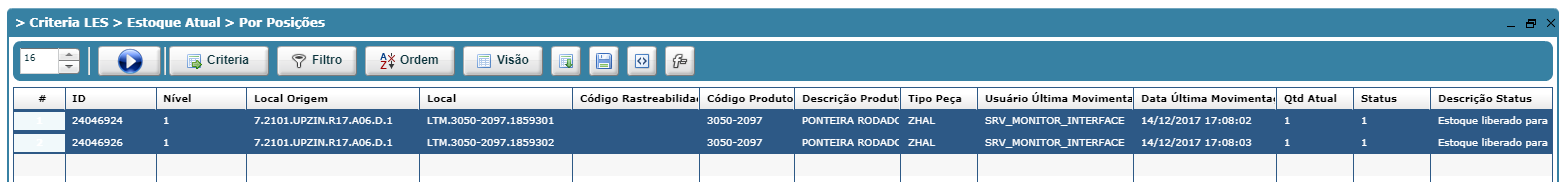 > Criteria LES > Estoque Atual > Por Posições
16 Criteria Filtro Ordem Visão
# ID Nível Local Origem Local Código Rastreabilida Código Produto Descrição Produt Tipo Peça Usuário Última Movimenta Data Última Movimenta Qtd Atual Status Descrição Status
24046924 1 7.2101.UPZIN.R17.A06.D.1 LTM.3050-2097.1859301 3050-2097 PONTEIRA RODADO ZHAL SRV_MONITOR_INTERFACE 14/12/2017 17:08:02 1 1 Estoque liberado para
24046926 1 7.2101.UPZIN.R17.A06.D.1 LTM.3050-2097.1859302 3050-2097 PONTEIRA RODADO ZHAL SRV_MONITOR_INTERFACE 14/12/2017 17:08:03 1 1 Estoque liberado para